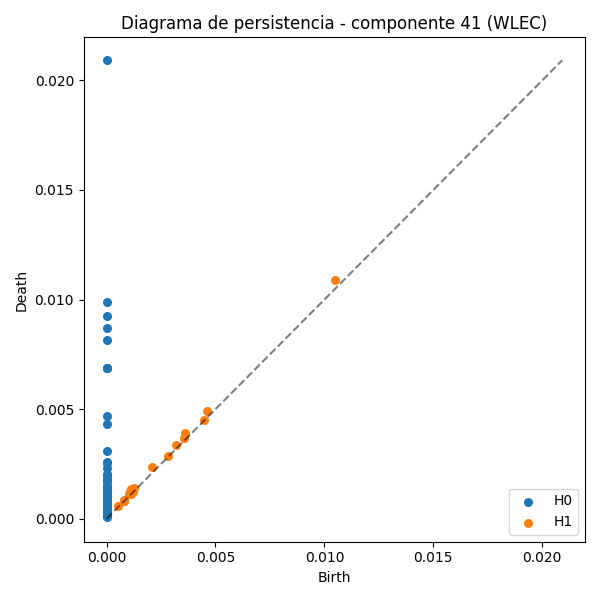 Diagrama de persistencia - componente 41 (WLEC)
Death
0.020
0.015
0.010
0.005
0.000
0.000 0.005 0.010 0.015 0.020
Birth
H0
H1